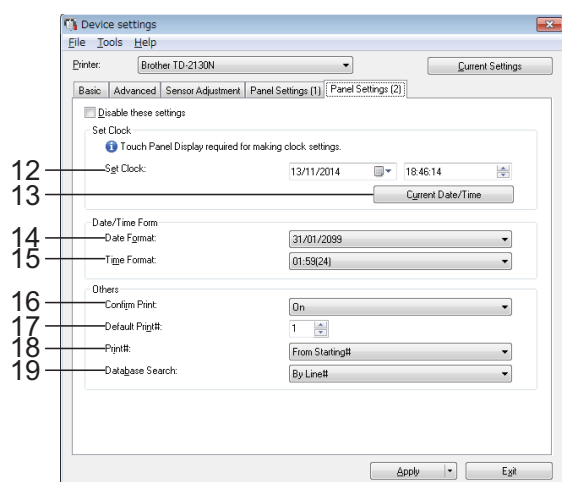 Device settings
File Tools Help
Printer: Brother TD-2130N Current Settings
Basic Advanced Sensor Adjustment Panel Settings (1) Panel Settings (2)
Disable these settings
Set Clock
Touch Panel Display required for making clock settings.
12 Set Clock: 13/11/2014 18:46:14
13 Current Date/Time
Date/Time Form
14 Date Format: 31/01/2099
15 Time Format: 01:59(24)
Others
16 Confirm Print: On
17 Default Print#: 1
18 Print#: From Starting#
19 Database Search: By Line#
Apply Exit